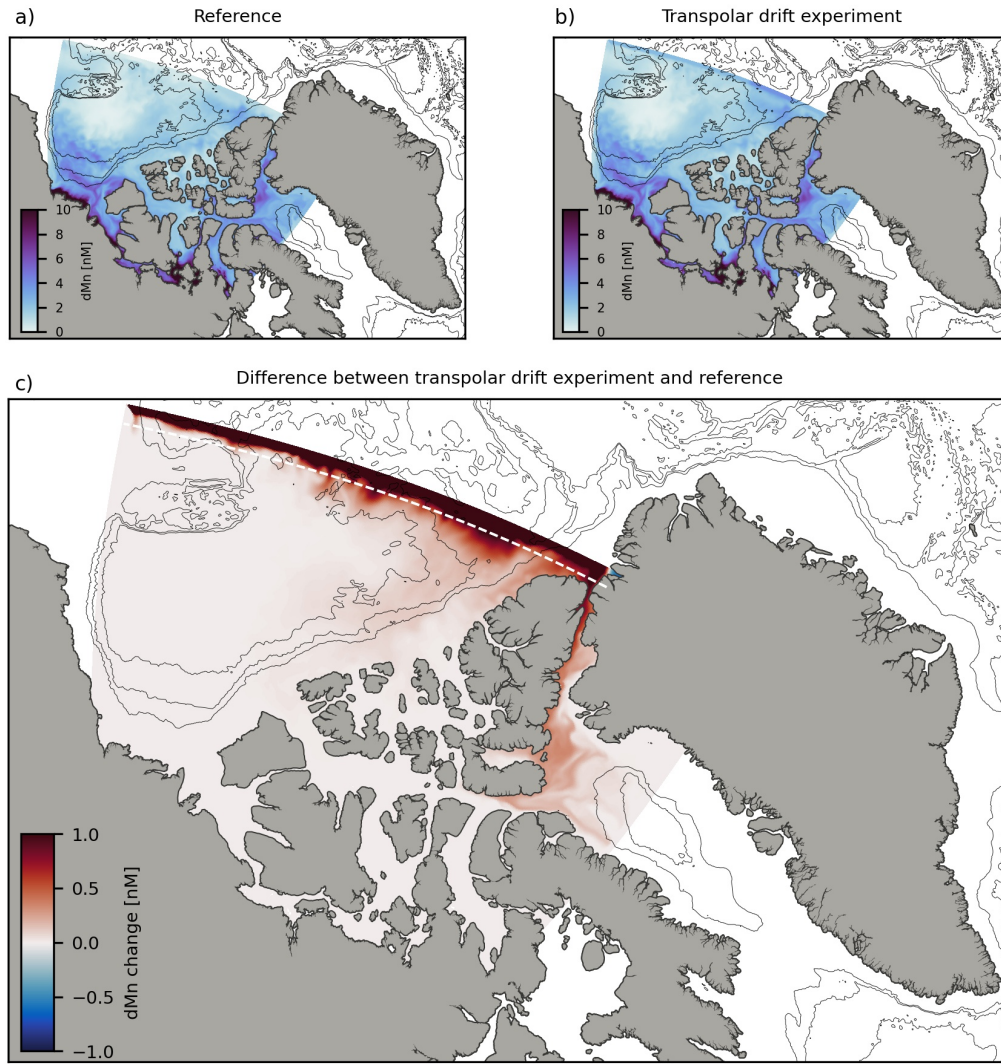 a)
Reference
10
8
6
4
2
0
dMn [nM]
b)
Transpolar drift experiment
10
8
6
4
2
0
dMn [nM]
c)
Difference between transpolar drift experiment and reference
1.0
0.5
0.0
−0.5
−1.0
dMn change [nM]